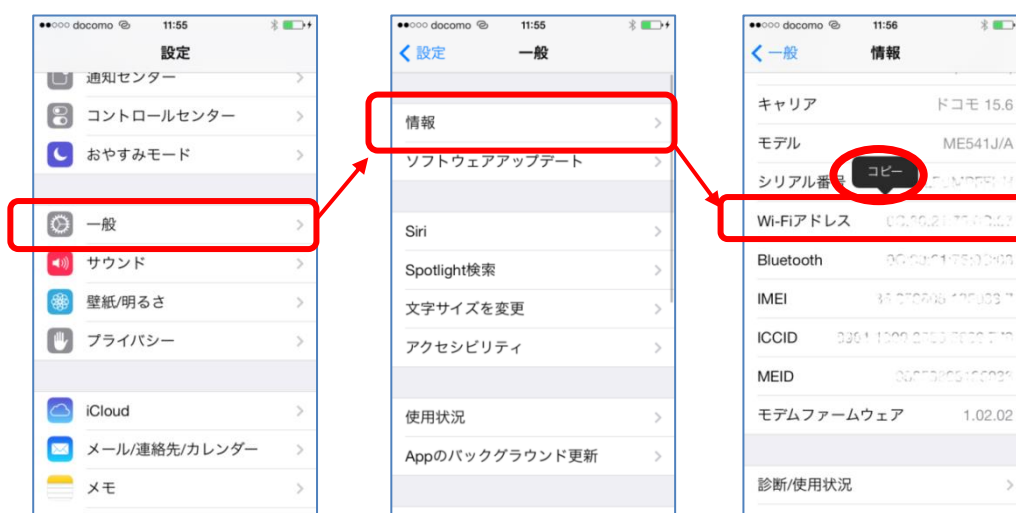 docomo 11:55
設定
通知センター
コントロールセンター
おやすみモード
一般
サウンド
壁紙/明るさ
プライバシー
iCloud
メール/連絡先/カレンダー
メモ
docomo 11:55
設定 一般
情報
ソフトウェアアップデート
Siri
Spotlight検索
文字サイズを変更
アクセシビリティ
使用状況
Appのバックグラウンド更新
docomo 11:56
一般 情報
キャリア ドコモ 15.6
モデル ME541J/A
シリアル番号
コピー
Wi-Fiアドレス
Bluetooth
IMEI
ICCID
MEID
モデムファームウェア 1.02.02
診断/使用状況